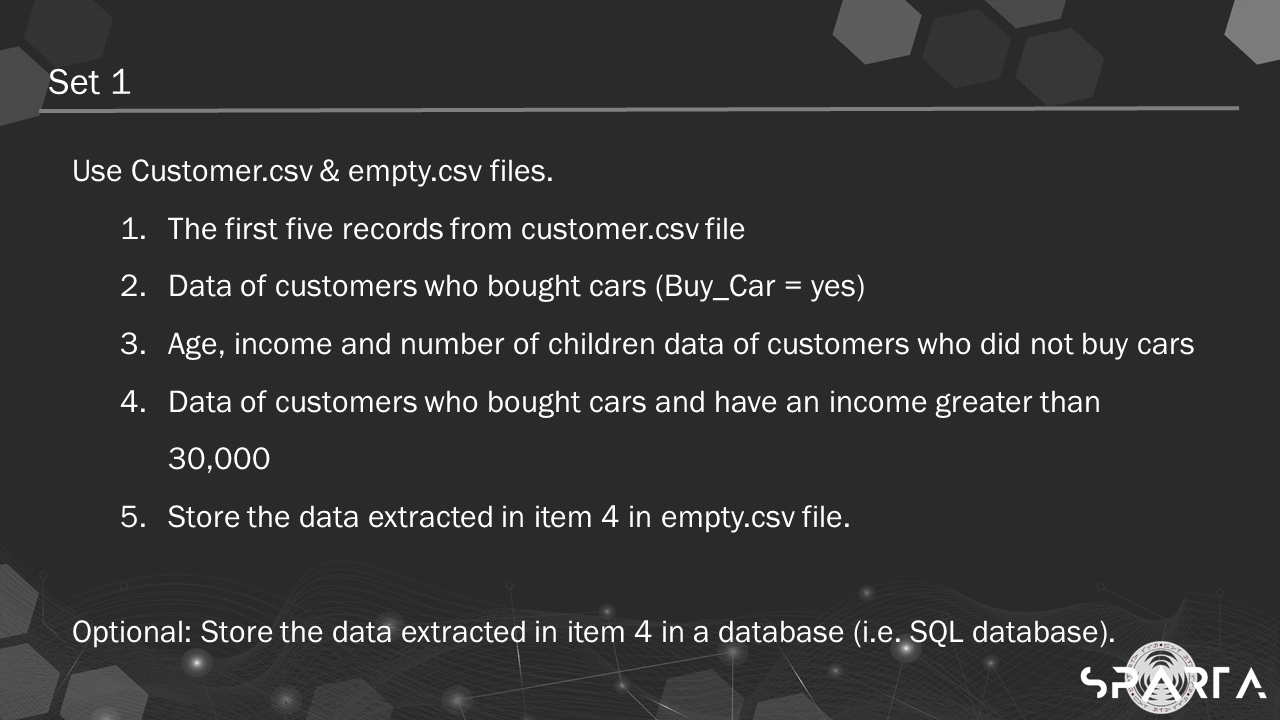 Set 1
Use Customer.csv & empty.csv files.
1. The first five records from customer.csv file
2. Data of customers who bought cars (Buy_Car = yes)
3. Age, income and number of children data of customers who did not buy cars
4. Data of customers who bought cars and have an income greater than
30,000
5. Store the data extracted in item 4 in empty.csv file.
Optional: Store the data extracted in item 4 in a database (i.e. SQL database).
SPARTA